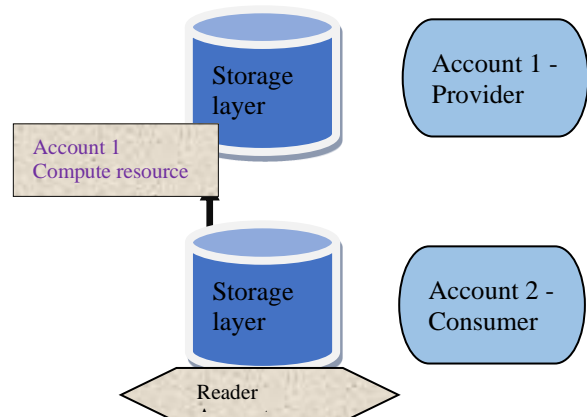 Storage
layer
Account 1 -
Provider
Account 1
Compute resource
Storage
layer
Account 2 -
Consumer
Reader